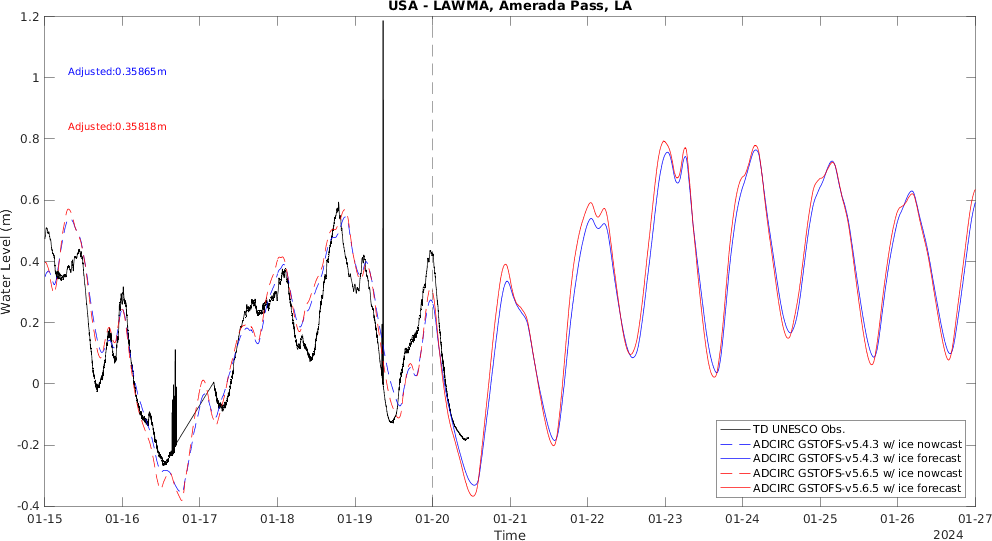 USA - LAWMA, Amerada Pass, LA
1.2
1
0.8
0.6
0.4
0.2
0
-0.2
-0.4
Water Level (m)
Adjusted:0.35865m
Adjusted:0.35818m
TD UNESCO Obs.
ADCIRC GSTOFS-v5.4.3 w/ ice nowcast
ADCIRC GSTOFS-v5.4.3 w/ ice forecast
ADCIRC GSTOFS-v5.6.5 w/ ice nowcast
ADCIRC GSTOFS-v5.6.5 w/ ice forecast
01-15 01-16 01-17 01-18 01-19 01-20 01-21 01-22 01-23 01-24 01-25 01-26 01-27
Time
2024